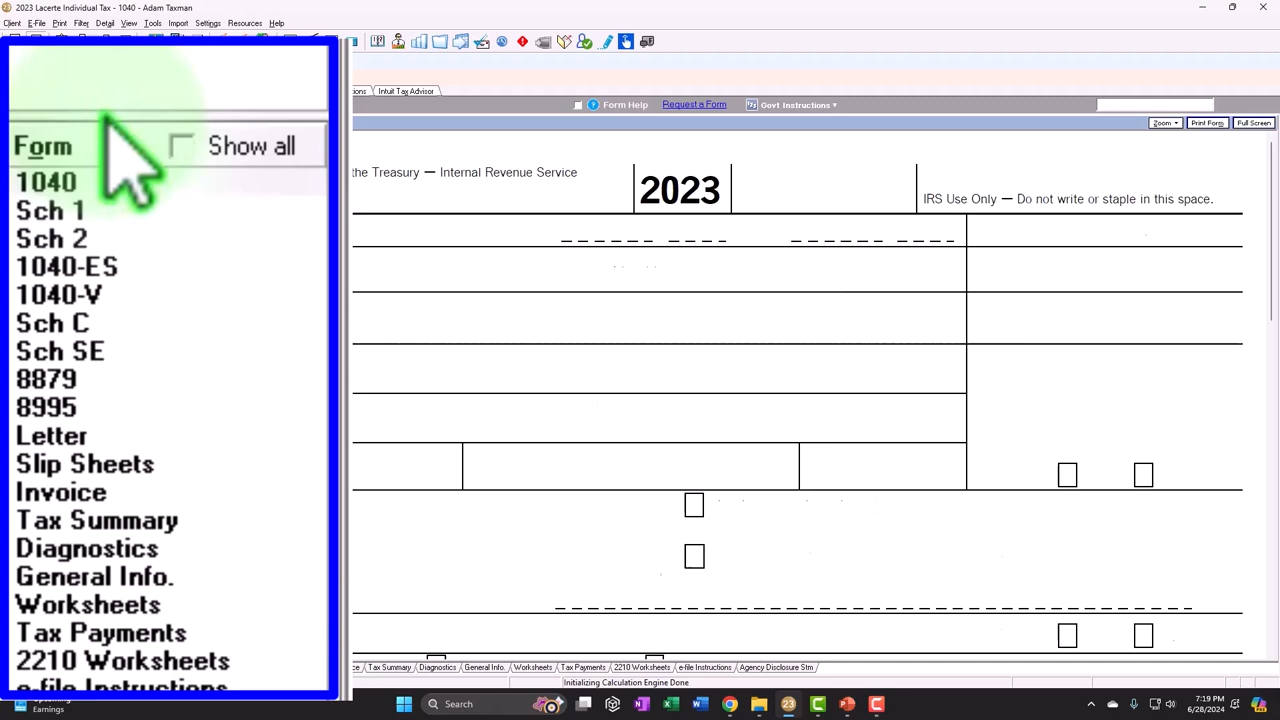 2023 Lacerte Individual Tax - 1040 - Adam Taxman
Client E-File Print Filter Detail View Tools Import Settings Resources Help
Intuit Tax Advisor
Form Help Request a Form Govt Instructions
Zoom Print Form Full Screen
Form Show all
1040
Sch 1
Sch 2
1040-ES
1040-V
Sch C
Sch SE
8879
8995
Letter
Slip Sheets
Invoice
Tax Summary
Diagnostics
General Info.
Worksheets
Tax Payments
2210 Worksheets
e-file Instructions
the Treasury — Internal Revenue Service
2023
IRS Use Only — Do not write or staple in this space.
Tax Summary Diagnostics General Info. Worksheets Tax Payments 2210 Worksheets e-file Instructions Agency Disclosure Stm
Initializing Calculation Engine Done
Earnings
Search
7:19 PM
6/28/2024